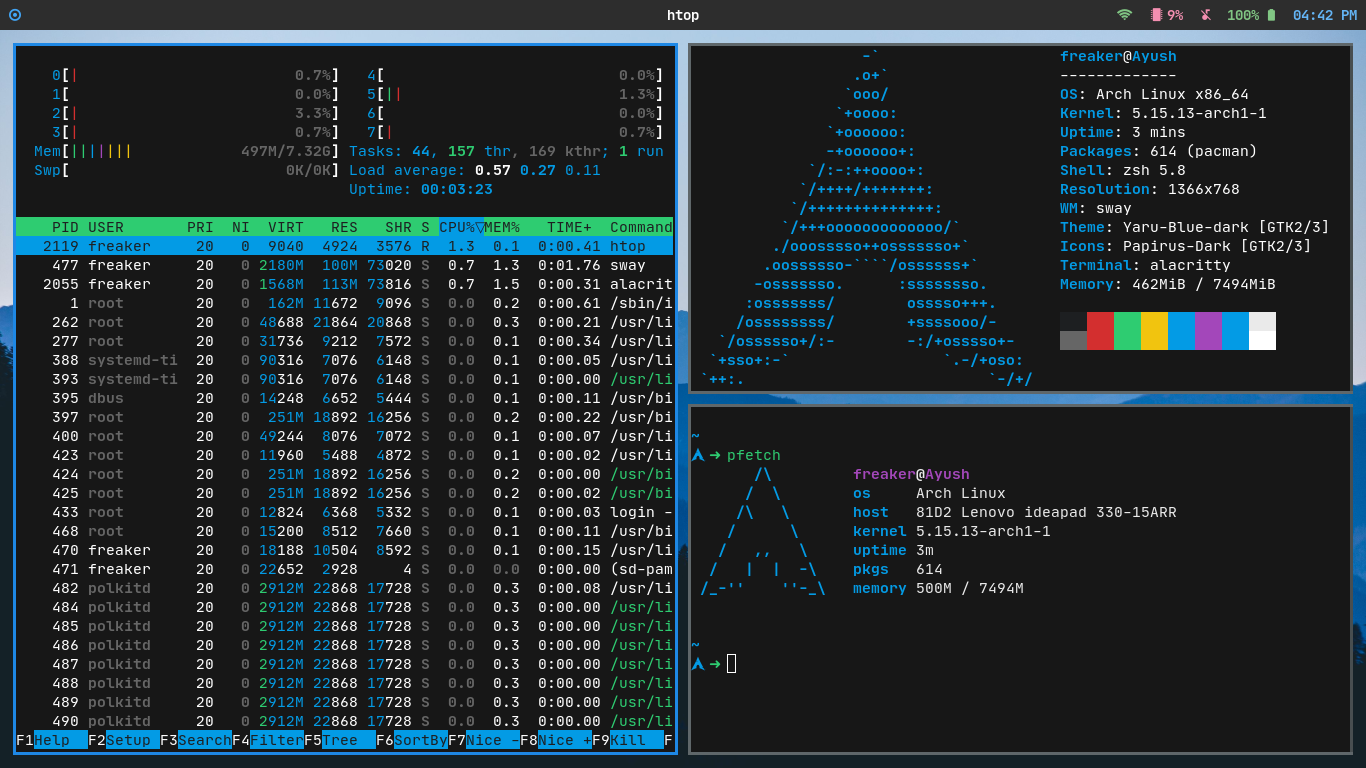 htop
9%
100%
04:42 PM
0[| 0.7%] 4[ 0.0%]
1[ 0.0%] 5[|| 1.3%]
2[| 3.3%] 6[ 0.0%]
3[| 0.7%] 7[| 0.7%]
Mem[||||||| 497M/7.32G] Tasks: 44, 157 thr, 169 kthr; 1 run
Swp[ 0K/0K] Load average: 0.57 0.27 0.11
Uptime: 00:03:23
PID USER PRI NI VIRT RES SHR S CPU%▽MEM% TIME+ Command
2119 freaker 20 0 9040 4924 3576 R 1.3 0.1 0:00.41 htop
477 freaker 20 0 2180M 100M 73020 S 0.7 1.3 0:01.76 sway
2055 freaker 20 0 1568M 113M 73816 S 0.7 1.5 0:00.31 alacrit
1 root 20 0 162M 11672 9096 S 0.0 0.2 0:00.61 /sbin/i
262 root 20 0 48688 21864 20868 S 0.0 0.3 0:00.21 /usr/li
277 root 20 0 31736 9212 7572 S 0.0 0.1 0:00.34 /usr/li
388 systemd-ti 20 0 90316 7076 6148 S 0.0 0.1 0:00.05 /usr/li
393 systemd-ti 20 0 90316 7076 6148 S 0.0 0.1 0:00.00 /usr/li
395 dbus 20 0 14248 6652 5444 S 0.0 0.1 0:00.11 /usr/bi
397 root 20 0 251M 18892 16256 S 0.0 0.2 0:00.22 /usr/bi
400 root 20 0 49244 8076 7072 S 0.0 0.1 0:00.07 /usr/li
423 root 20 0 11960 5488 4872 S 0.0 0.1 0:00.02 /usr/li
424 root 20 0 251M 18892 16256 S 0.0 0.2 0:00.00 /usr/bi
425 root 20 0 251M 18892 16256 S 0.0 0.2 0:00.02 /usr/bi
433 root 20 0 12824 6368 5332 S 0.0 0.1 0:00.03 login -
468 root 20 0 15200 8512 7660 S 0.0 0.1 0:00.11 /usr/bi
470 freaker 20 0 18188 10504 8592 S 0.0 0.1 0:00.15 /usr/li
471 freaker 20 0 22652 2928 4 S 0.0 0.0 0:00.00 (sd-pam
482 polkitd 20 0 2912M 22868 17728 S 0.0 0.3 0:00.08 /usr/li
484 polkitd 20 0 2912M 22868 17728 S 0.0 0.3 0:00.00 /usr/li
485 polkitd 20 0 2912M 22868 17728 S 0.0 0.3 0:00.00 /usr/li
486 polkitd 20 0 2912M 22868 17728 S 0.0 0.3 0:00.00 /usr/li
487 polkitd 20 0 2912M 22868 17728 S 0.0 0.3 0:00.00 /usr/li
488 polkitd 20 0 2912M 22868 17728 S 0.0 0.3 0:00.00 /usr/li
489 polkitd 20 0 2912M 22868 17728 S 0.0 0.3 0:00.00 /usr/li
490 polkitd 20 0 2912M 22868 17728 S 0.0 0.3 0:00.00 /usr/li
F1Help F2Setup F3SearchF4FilterF5Tree F6SortByF7Nice -F8Nice +F9Kill F
freaker@Ayush
-------------
OS: Arch Linux x86_64
Kernel: 5.15.13-arch1-1
Uptime: 3 mins
Packages: 614 (pacman)
Shell: zsh 5.8
Resolution: 1366x768
WM: sway
Theme: Yaru-Blue-dark [GTK2/3]
Icons: Papirus-Dark [GTK2/3]
Terminal: alacritty
Memory: 462MiB / 7494MiB
~
➜ pfetch
freaker@Ayush
os Arch Linux
host 81D2 Lenovo ideapad 330-15ARR
kernel 5.15.13-arch1-1
uptime 3m
pkgs 614
memory 500M / 7494M
~
➜